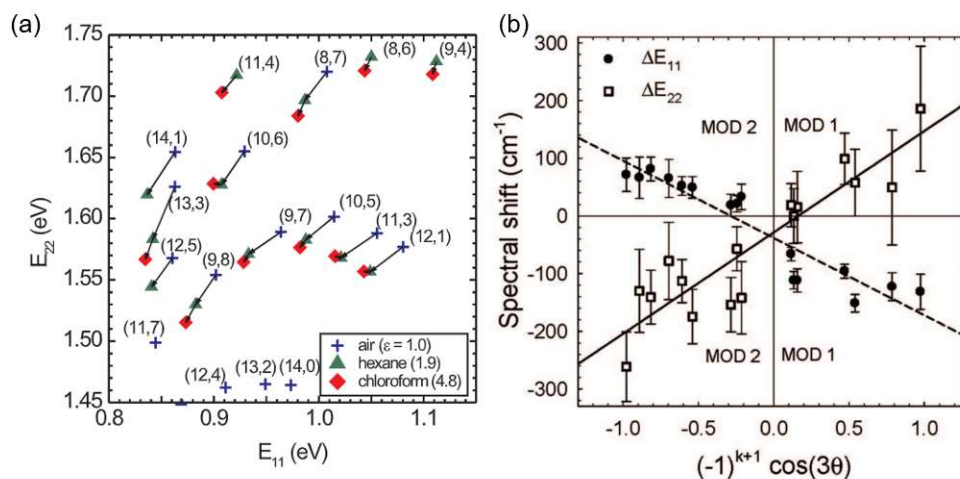 (a)
1.75
1.70
1.65
1.60
1.55
1.50
1.45
E₂₂ (eV)
(11,4)
(8,7)
(8,6)
(9,4)
(14,1)
(10,6)
(13,3)
(12,5)
(9,8)
(9,7)
(10,5)
(11,3)
(12,1)
(11,7)
(12,4)
(13,2)
(14,0)
air (ε = 1.0)
hexane (1.9)
chloroform (4.8)
0.8
0.9
1.0
1.1
E₁₁ (eV)
(b)
300
200
100
0
-100
-200
-300
Spectral shift (cm⁻¹)
ΔE₁₁
ΔE₂₂
MOD 2
MOD 1
MOD 2
MOD 1
-1.0
-0.5
0.0
0.5
1.0
(-1)ᵏ⁺¹ cos(3θ)